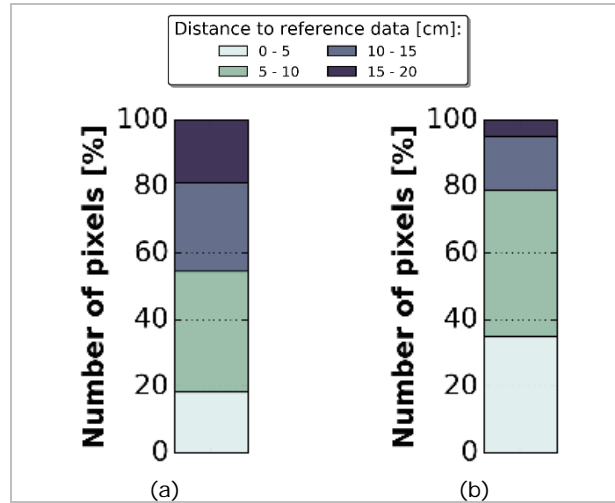 Distance to reference data [cm]:
0 - 5 10 - 15
5 - 10 15 - 20
Number of pixels [%]
100
80
60
40
20
0
(a)
Number of pixels [%]
100
80
60
40
20
0
(b)